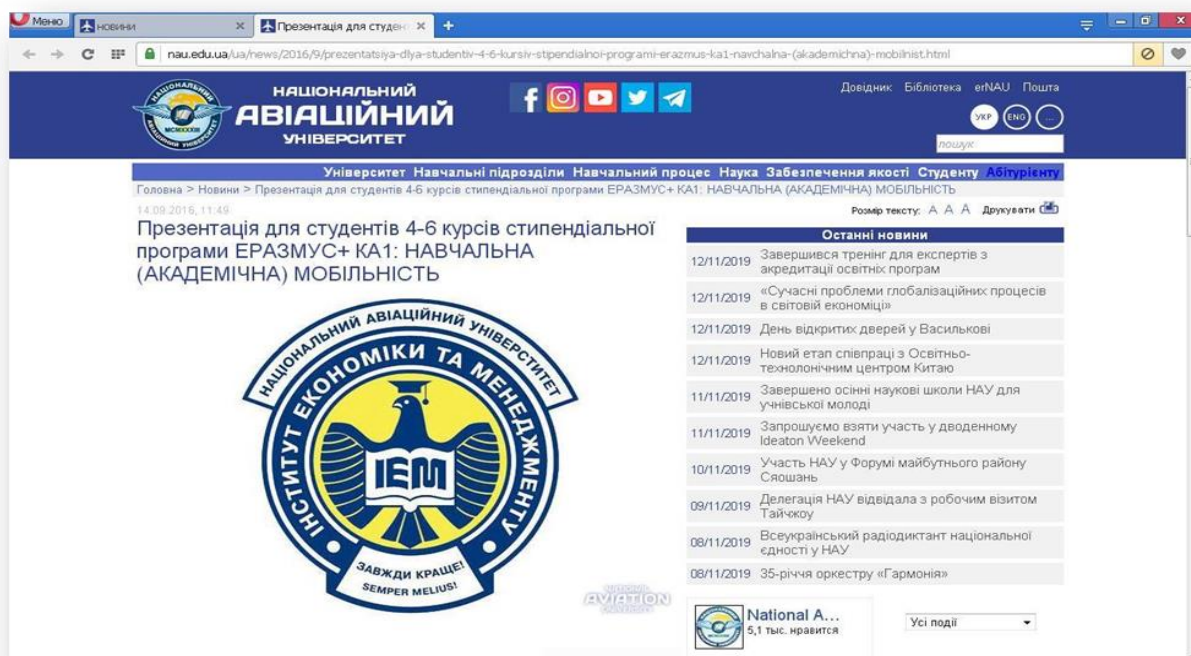 Меню
новини
Презентація для студен
nau.edu.ua/ua/news/2016/9/prezentatsiya-dlya-studentiv-4-6-kursiv-stipendialnoi-programi-erazmus-ka1-navchalna-(akademichna)-mobilnist.html
НАЦІОНАЛЬНИЙ
АВІАЦІЙНИЙ
УНІВЕРСИТЕТ
Довідник Бібліотека erNAU Пошта
УКР ENG ...
пошук
Університет Навчальні підрозділи Навчальний процес Наука Забезпечення якості Студенту Абітурієнту
Головна > Новини > Презентація для студентів 4-6 курсів стипендіальної програми ЕРАЗМУС+ КА1: НАВЧАЛЬНА (АКАДЕМІЧНА) МОБІЛЬНІСТЬ
14.09.2016, 11:49
Розмір тексту: А А А Друкувати
Презентація для студентів 4-6 курсів стипендіальної
програми ЕРАЗМУС+ КА1: НАВЧАЛЬНА
(АКАДЕМІЧНА) МОБІЛЬНІСТЬ
НАЦІОНАЛЬНИЙ АВІАЦІЙНИЙ УНІВЕРСТИТЕТ
ІНСТИТУТ ЕКОНОМІКИ ТА МЕНЕДЖМЕНТУ
ІЕМ
ЗАВЖДИ КРАЩЕ!
SEMPER MELIUS!
NATIONAL
AVIATION
UNIVERSITY
Останні новини
12/11/2019 Завершився тренінг для експертів з
акредитації освітніх програм
12/11/2019 «Сучасні проблеми глобалізаційних процесів
в світовій економіці»
12/11/2019 День відкритих дверей у Василькові
12/11/2019 Новий етап співпраці з Освітньо-
технолонічним центром Китаю
11/11/2019 Завершено осінні наукові школи НАУ для
учнівської молоді
11/11/2019 Запрошуємо взяти участь у дводенному
Ideaton Weekend
10/11/2019 Участь НАУ у Форумі майбутнього району
Сяошань
09/11/2019 Делегація НАУ відвідала з робочим візитом
Тайчжоу
08/11/2019 Всеукраїнський радіодиктант національної
єдності у НАУ
08/11/2019 35-річчя оркестру «Гармонія»
National A...
5,1 тыс. нравится
Усі події